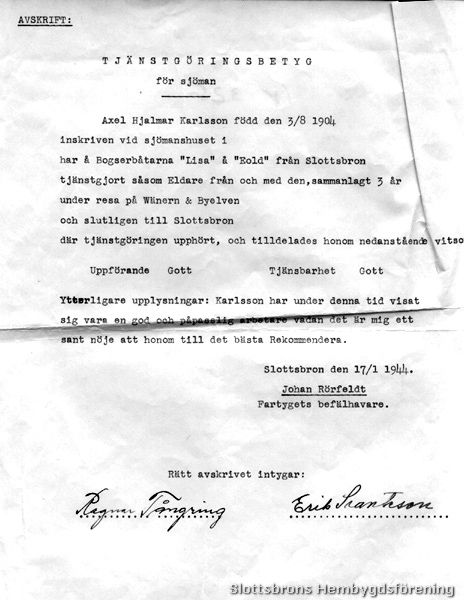 AVSKRIFT:
TJÄNSTGÖRINGSBETYG
för sjöman
Axel Hjalmar Karlsson född den 3/8 1904
inskriven vid sjömanshuset i
har å Bogserbåtarna "Lisa" å "Eold" från Slottsbron
tjänstgjort såsom Eldare från och med den,sammanlagt 3 år
under resa på Wänern & Byelven
och slutligen till Slottsbron
där tjänstgöringen upphört, och tilldelades honom nedanstående vitso
Uppförande Gott Tjänsbarhet Gott
Ytterligare upplysningar: Karlsson har under denna tid visat
sig vara en god och påpasslig arbetare vadan det är mig ett
sant nöje att honom till det bästa Rekommendera.
Slottsbron den 17/1 1944.
Johan Rörfeldt
Fartygets befälhavare.
Rätt avskrivet intygar:
Ragnar Tångring Erik Svantsson
Slottsbrons Hembygdsförening